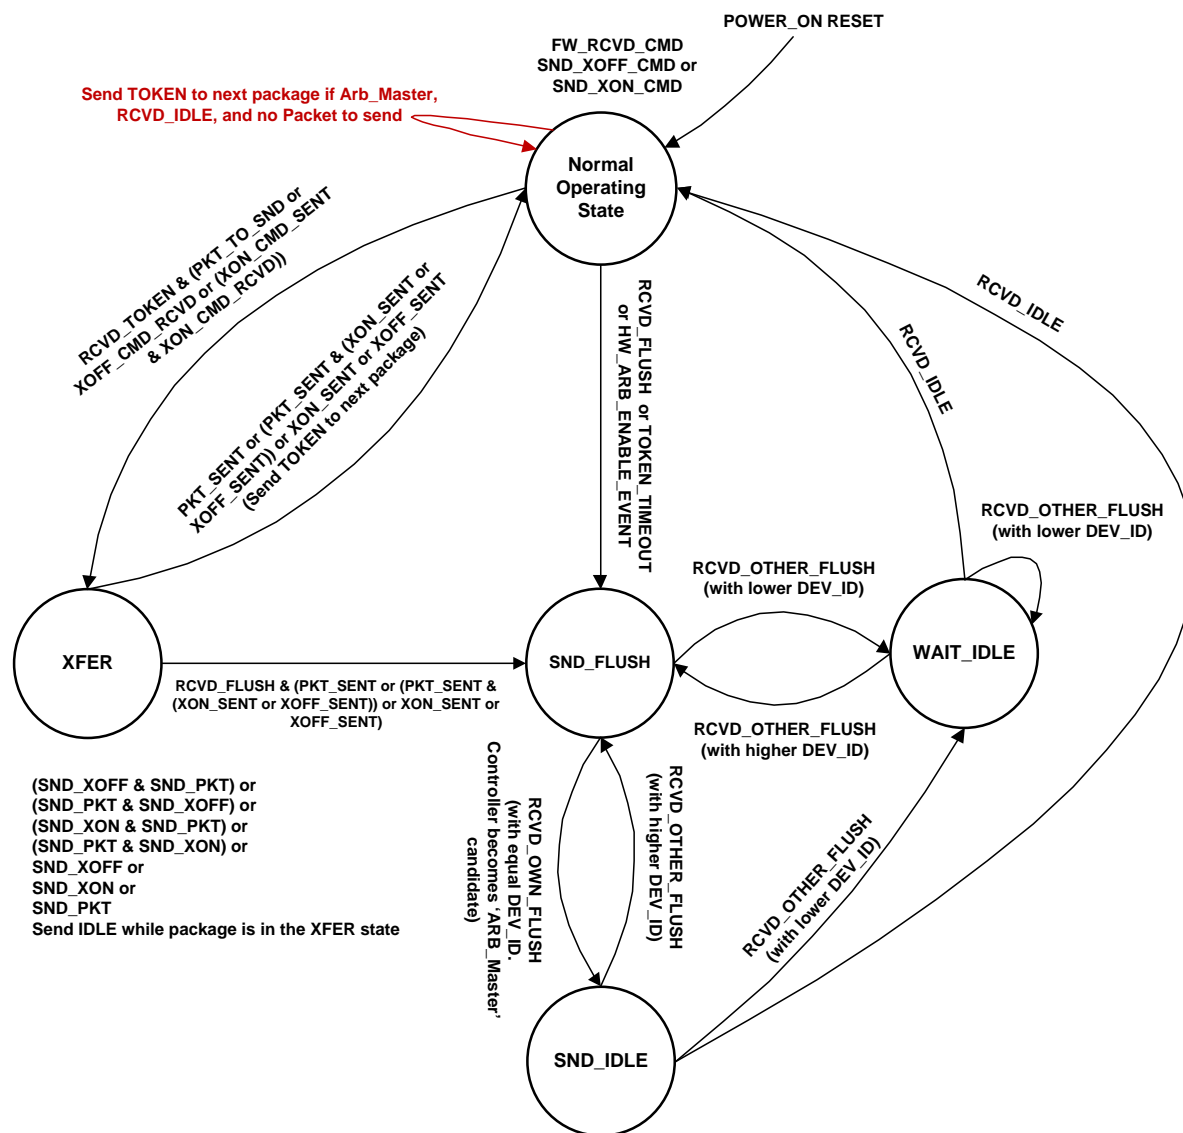 POWER_ON RESET
FW_RCVD_CMD
SND_XOFF_CMD or
SND_XON_CMD
Send TOKEN to next package if Arb_Master,
RCVD_IDLE, and no Packet to send
Normal
Operating
State
RCVD_TOKEN & (PKT_TO_SND or
XOFF_CMD_RCVD or (XON_CMD_SENT
& XON_CMD_RCVD))
PKT_SENT or (PKT_SENT & (XON_SENT or
XOFF_SENT)) or XON_SENT or XOFF_SENT
(Send TOKEN to next package)
RCVD_FLUSH or TOKEN_TIMEOUT
or HW_ARB_ENABLE_EVENT
RCVD_IDLE
RCVD_IDLE
RCVD_OTHER_FLUSH
(with lower DEV_ID)
RCVD_OTHER_FLUSH
(with lower DEV_ID)
XFER
SND_FLUSH
WAIT_IDLE
RCVD_FLUSH & (PKT_SENT or (PKT_SENT &
(XON_SENT or XOFF_SENT)) or XON_SENT or
XOFF_SENT)
RCVD_OTHER_FLUSH
(with higher DEV_ID)
(SND_XOFF & SND_PKT) or
(SND_PKT & SND_XOFF) or
(SND_XON & SND_PKT) or
(SND_PKT & SND_XON) or
SND_XOFF or
SND_XON or
SND_PKT
Send IDLE while package is in the XFER state
RCVD_OWN_FLUSH
(with equal DEV_ID.
Controller becomes 'ARB_Master'
candidate)
RCVD_OTHER_FLUSH
(with higher DEV_ID)
RCVD_OTHER_FLUSH
(with lower DEV_ID)
SND_IDLE